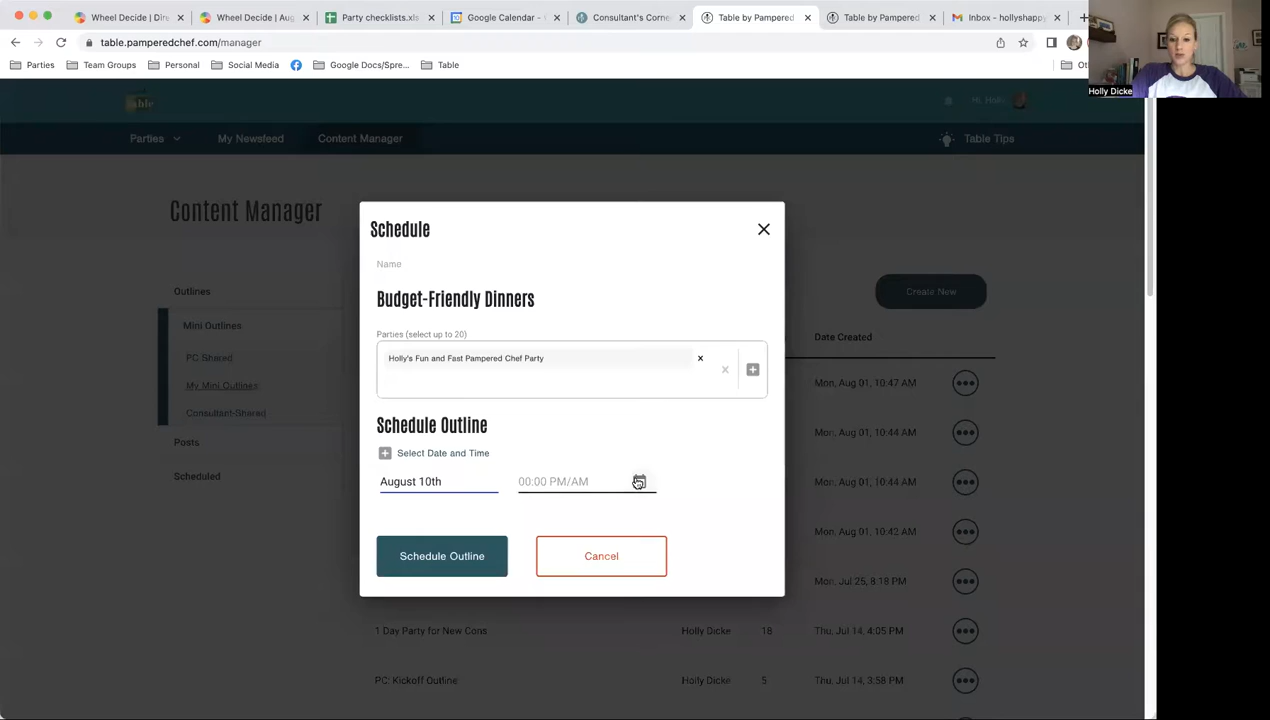 Wheel Decide | Dire
Wheel Decide | Aug
Party checklists.xls
Google Calendar -
Consultant's Corner
Table by Pampered
Table by Pampered
Inbox - hollyshappy
table.pamperedchef.com/manager
Parties
Team Groups
Personal
Social Media
Google Docs/Spre...
Table
Holly Dicke
Parties
My Newsfeed
Content Manager
Table Tips
Content Manager
Schedule
Name
Outlines
Budget-Friendly Dinners
Create New
Mini Outlines
Parties (select up to 20)
Date Created
PC Shared
Holly's Fun and Fast Pampered Chef Party
My Mini Outlines
Mon, Aug 01, 10:47 AM
Consultant-Shared
Schedule Outline
Mon, Aug 01, 10:44 AM
Posts
Select Date and Time
Scheduled
August 10th
00:00 PM/AM
Mon, Aug 01, 10:44 AM
Mon, Aug 01, 10:42 AM
Schedule Outline
Cancel
Mon, Jul 25, 8:18 PM
1 Day Party for New Cons
Holly Dicke
18
Thu, Jul 14, 4:05 PM
PC: Kickoff Outline
Holly Dicke
5
Thu, Jul 14, 3:58 PM